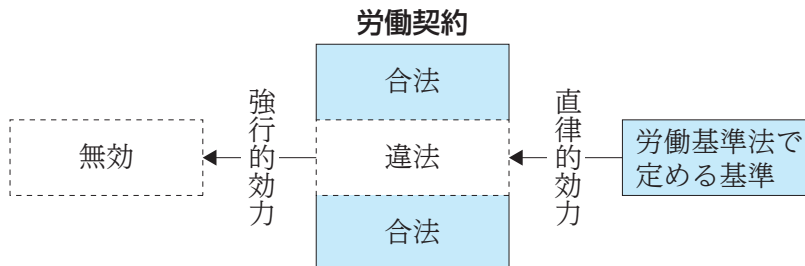 労働契約
合法
強行的効力
直律的効力
無効
違法
労働基準法で
定める基準
合法